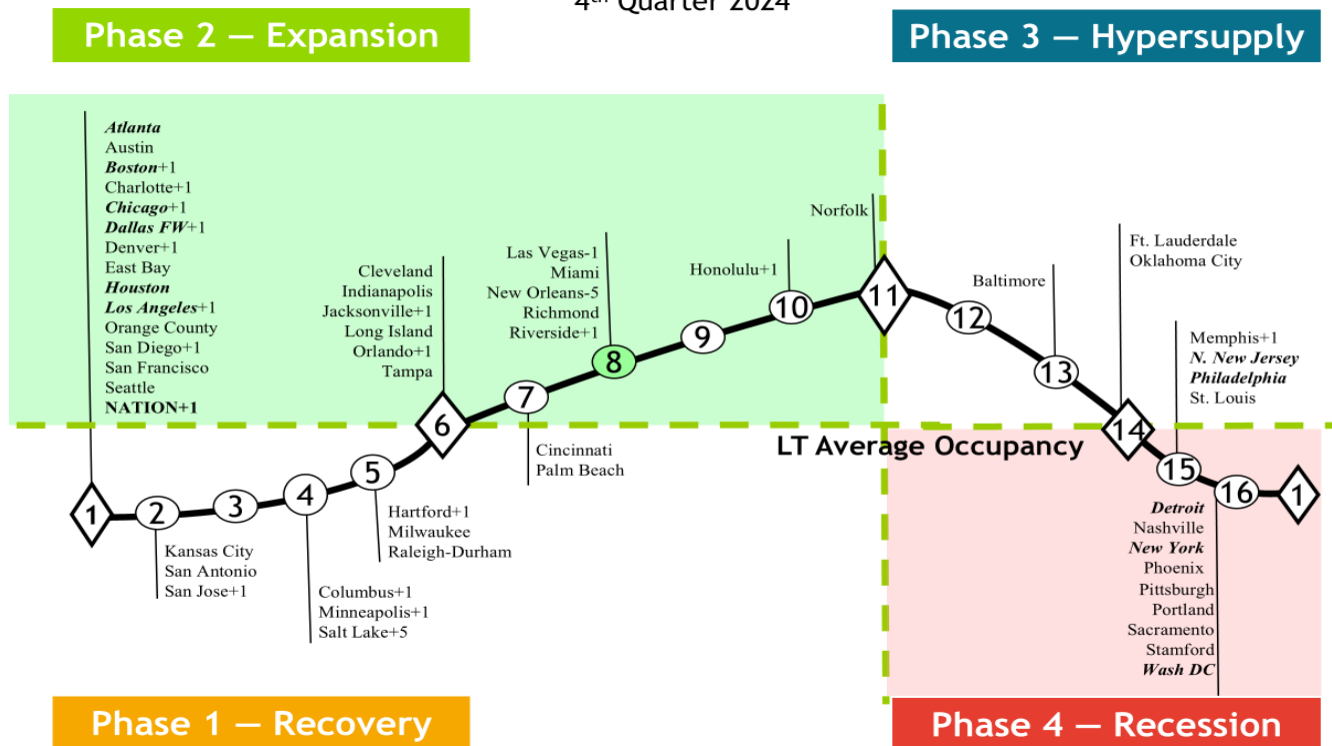 4th Quarter 2024
Phase 2 — Expansion
Phase 3 — Hypersupply
Atlanta
Austin
Boston+1
Charlotte+1
Chicago+1
Dallas FW+1
Denver+1
East Bay
Houston
Los Angeles+1
Orange County
San Diego+1
San Francisco
Seattle
NATION+1
Cleveland
Indianapolis
Jacksonville+1
Long Island
Orlando+1
Tampa
Las Vegas-1
Miami
New Orleans-5
Richmond
Riverside+1
Honolulu+1
Norfolk
Baltimore
Ft. Lauderdale
Oklahoma City
Memphis+1
N. New Jersey
Philadelphia
St. Louis
1
2
3
4
5
6
7
8
9
10
11
12
13
14
15
16
1
LT Average Occupancy
Cincinnati
Palm Beach
Hartford+1
Milwaukee
Raleigh-Durham
Kansas City
San Antonio
San Jose+1
Columbus+1
Minneapolis+1
Salt Lake+5
Detroit
Nashville
New York
Phoenix
Pittsburgh
Portland
Sacramento
Stamford
Wash DC
Phase 1 — Recovery
Phase 4 — Recession